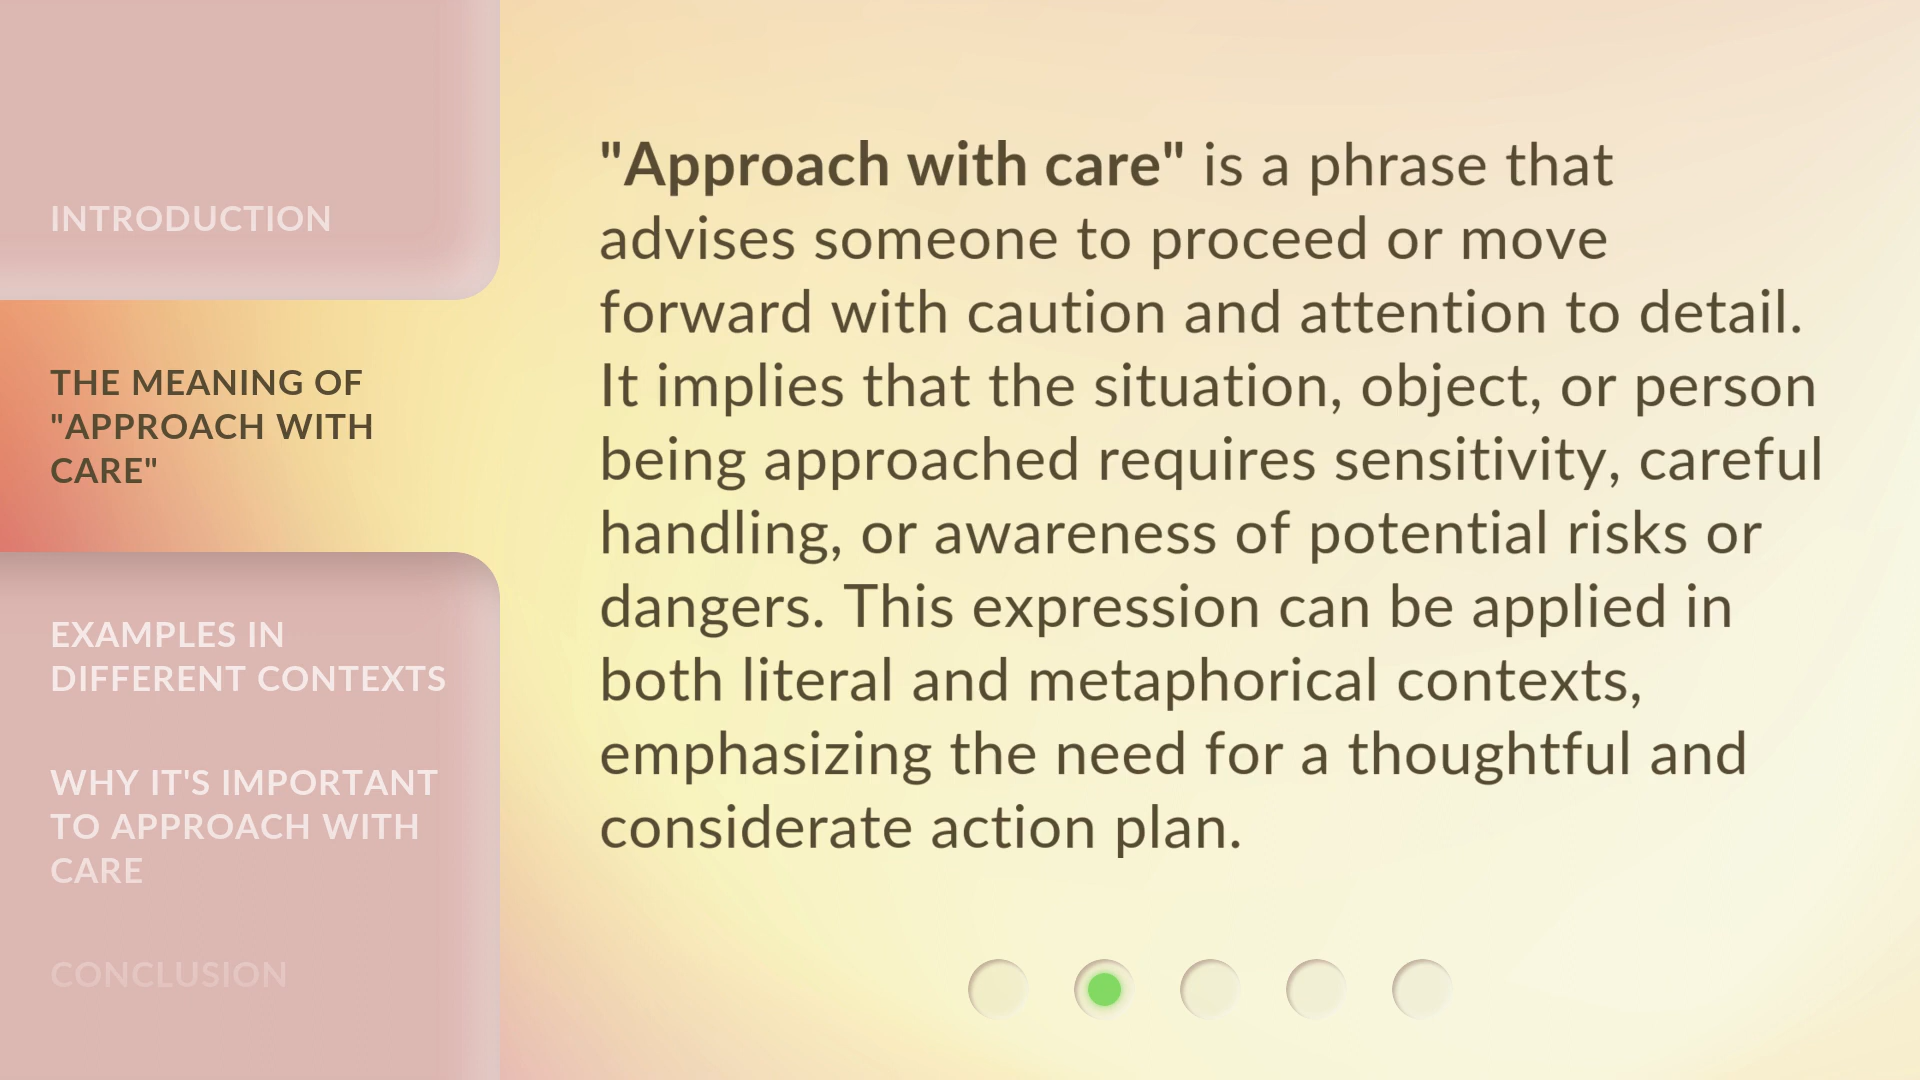 INTRODUCTION
THE MEANING OF
"APPROACH WITH
CARE"
EXAMPLES IN
DIFFERENT CONTEXTS
WHY IT'S IMPORTANT
TO APPROACH WITH
CARE
CONCLUSION
"Approach with care" is a phrase that
advises someone to proceed or move
forward with caution and attention to detail.
It implies that the situation, object, or person
being approached requires sensitivity, careful
handling, or awareness of potential risks or
dangers. This expression can be applied in
both literal and metaphorical contexts,
emphasizing the need for a thoughtful and
considerate action plan.